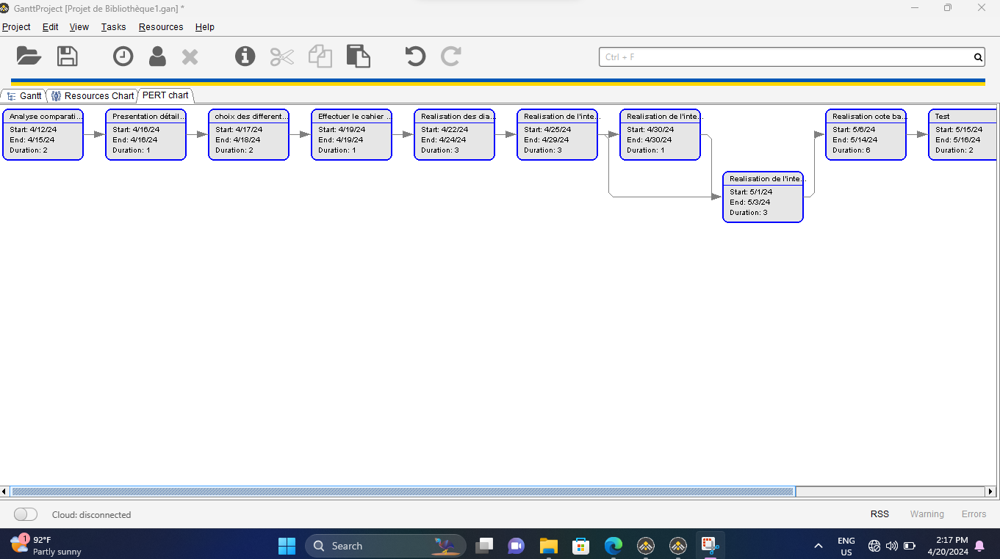 GanttProject [Projet de Bibliothèque1.gan] *
Project Edit View Tasks Resources Help
Ctrl + F
Gantt Resources Chart PERT chart
Analyse comparati...
Start: 4/12/24
End: 4/15/24
Duration: 2
Presentation détail...
Start: 4/16/24
End: 4/16/24
Duration: 1
choix des different...
Start: 4/17/24
End: 4/18/24
Duration: 2
Effectuer le cahier ...
Start: 4/19/24
End: 4/19/24
Duration: 1
Realisation des dia...
Start: 4/22/24
End: 4/24/24
Duration: 3
Realisation de l'inte...
Start: 4/25/24
End: 4/29/24
Duration: 3
Realisation de l'inte...
Start: 4/30/24
End: 4/30/24
Duration: 1
Realisation de l'inte...
Start: 5/1/24
End: 5/3/24
Duration: 3
Realisation cote ba...
Start: 5/6/24
End: 5/14/24
Duration: 6
Test
Start: 5/15/24
End: 5/16/24
Duration: 2
Cloud: disconnected
RSS Warning Errors
1
92°F
Partly sunny
Search
ENG
US
2:17 PM
4/20/2024